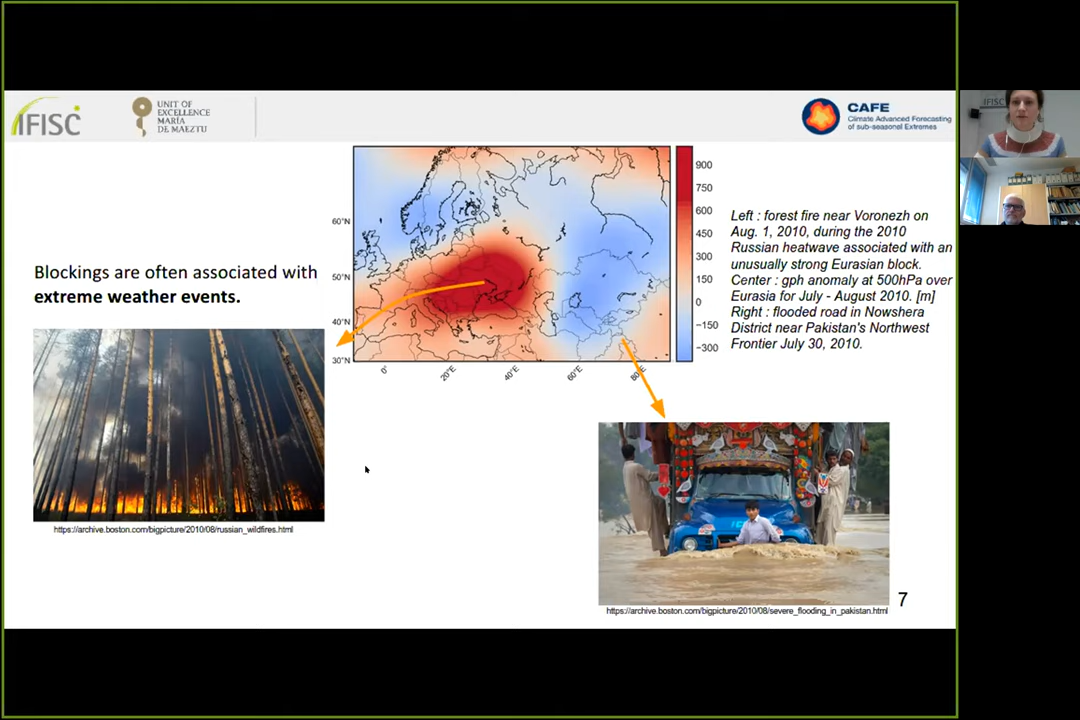 IFISC
UNIT OF
EXCELLENCE
MARÍA
DE MAEZTU
CAFE
Climate Advanced Forecasting
of sub-seasonal Extremes
IFISC
Blockings are often associated with
extreme weather events.
60°N
50°N
40°N
30°N
0°
20°E
40°E
60°E
80°E
900
750
600
450
300
150
0
−150
−300
Left : forest fire near Voronezh on
Aug. 1, 2010, during the 2010
Russian heatwave associated with an
unusually strong Eurasian block.
Center : gph anomaly at 500hPa over
Eurasia for July - August 2010. [m]
Right : flooded road in Nowshera
District near Pakistan's Northwest
Frontier July 30, 2010.
https://archive.boston.com/bigpicture/2010/08/russian_wildfires.html
https://archive.boston.com/bigpicture/2010/08/severe_flooding_in_pakistan.html
7